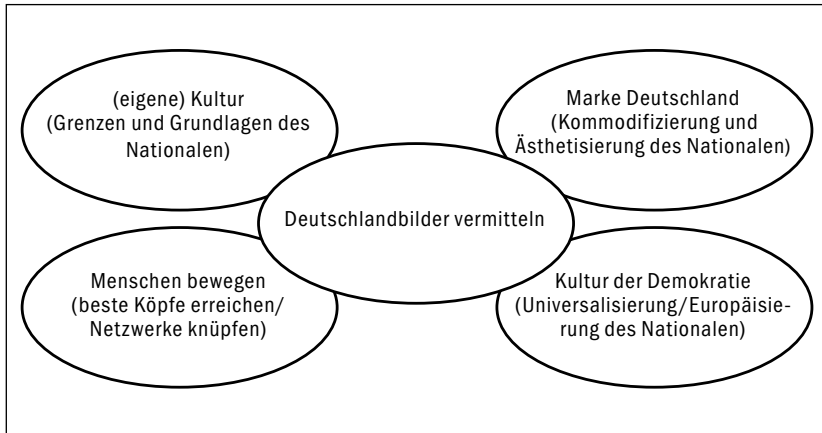 (eigene) Kultur
(Grenzen und Grundlagen des
Nationalen)
Marke Deutschland
(Kommodifizierung und
Ästhetisierung des Nationalen)
Deutschlandbilder vermitteln
Menschen bewegen
(beste Köpfe erreichen/
Netzwerke knüpfen)
Kultur der Demokratie
(Universalisierung/Europäisie-
rung des Nationalen)